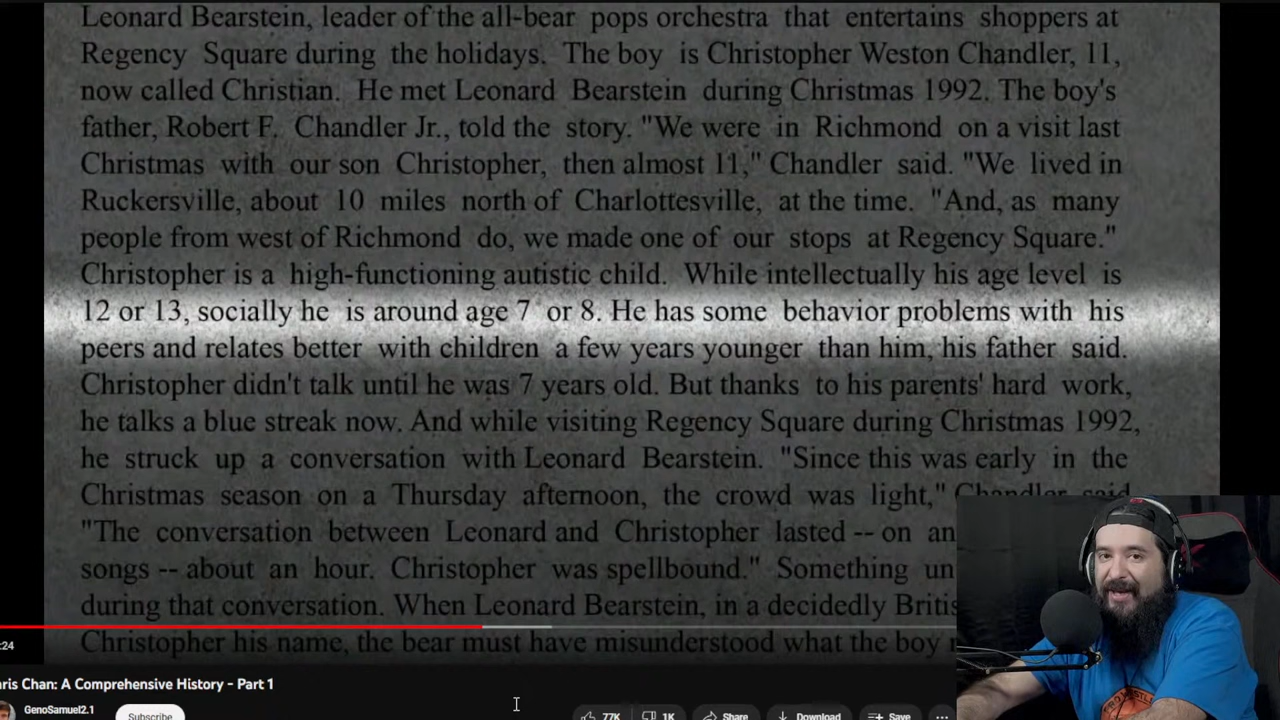 Leonard Bearstein, leader of the all-bear pops orchestra that entertains shoppers at
Regency Square during the holidays. The boy is Christopher Weston Chandler, 11,
now called Christian. He met Leonard Bearstein during Christmas 1992. The boy's
father, Robert F. Chandler Jr., told the story. "We were in Richmond on a visit last
Christmas with our son Christopher, then almost 11," Chandler said. "We lived in
Ruckersville, about 10 miles north of Charlottesville, at the time. "And, as many
people from west of Richmond do, we made one of our stops at Regency Square."
Christopher is a high-functioning autistic child. While intellectually his age level is
12 or 13, socially he is around age 7 or 8. He has some behavior problems with his
peers and relates better with children a few years younger than him, his father said.
Christopher didn't talk until he was 7 years old. But thanks to his parents' hard work,
he talks a blue streak now. And while visiting Regency Square during Christmas 1992,
he struck up a conversation with Leonard Bearstein. "Since this was early in the
Christmas season on a Thursday afternoon, the crowd was light," Chandler said.
"The conversation between Leonard and Christopher lasted -- on an
songs -- about an hour. Christopher was spellbound." Something un
during that conversation. When Leonard Bearstein, in a decidedly Britis
Christopher his name, the bear must have misunderstood what the boy
:24
ris Chan: A Comprehensive History - Part 1
GenoSamuel2.1
Subscribe
77K
1K
Share
Download
Save
...